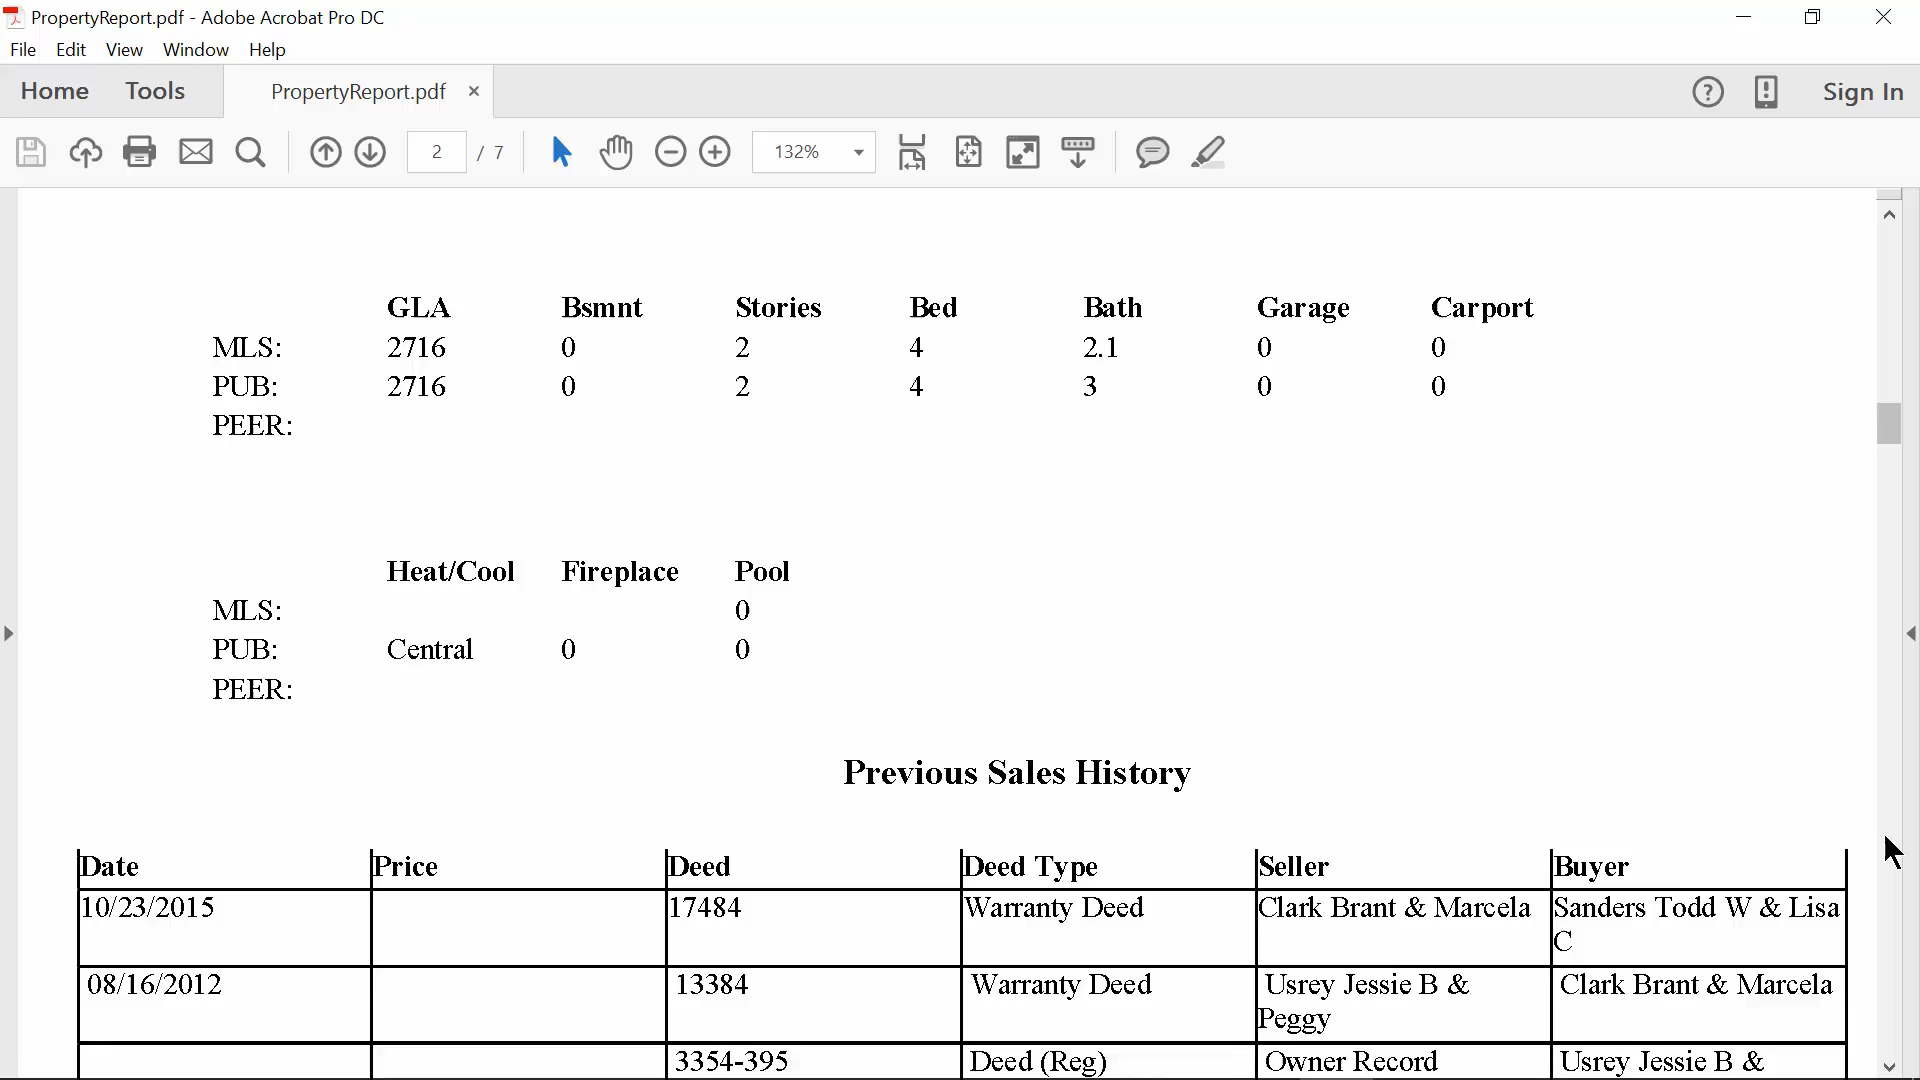 PropertyReport.pdf - Adobe Acrobat Pro DC
File Edit View Window Help
Home Tools PropertyReport.pdf × Sign In
2 / 7 132%
GLA Bsmnt Stories Bed Bath Garage Carport
MLS: 2716 0 2 4 2.1 0 0
PUB: 2716 0 2 4 3 0 0
PEER:
Heat/Cool Fireplace Pool
MLS: 0
PUB: Central 0 0
PEER:
Previous Sales History
Date Price Deed Deed Type Seller Buyer
10/23/2015 17484 Warranty Deed Clark Brant & Marcela Sanders Todd W & Lisa
C
08/16/2012 13384 Warranty Deed Usrey Jessie B & Clark Brant & Marcela
Peggy
3354-395 Deed (Reg) Owner Record Usrey Jessie B &